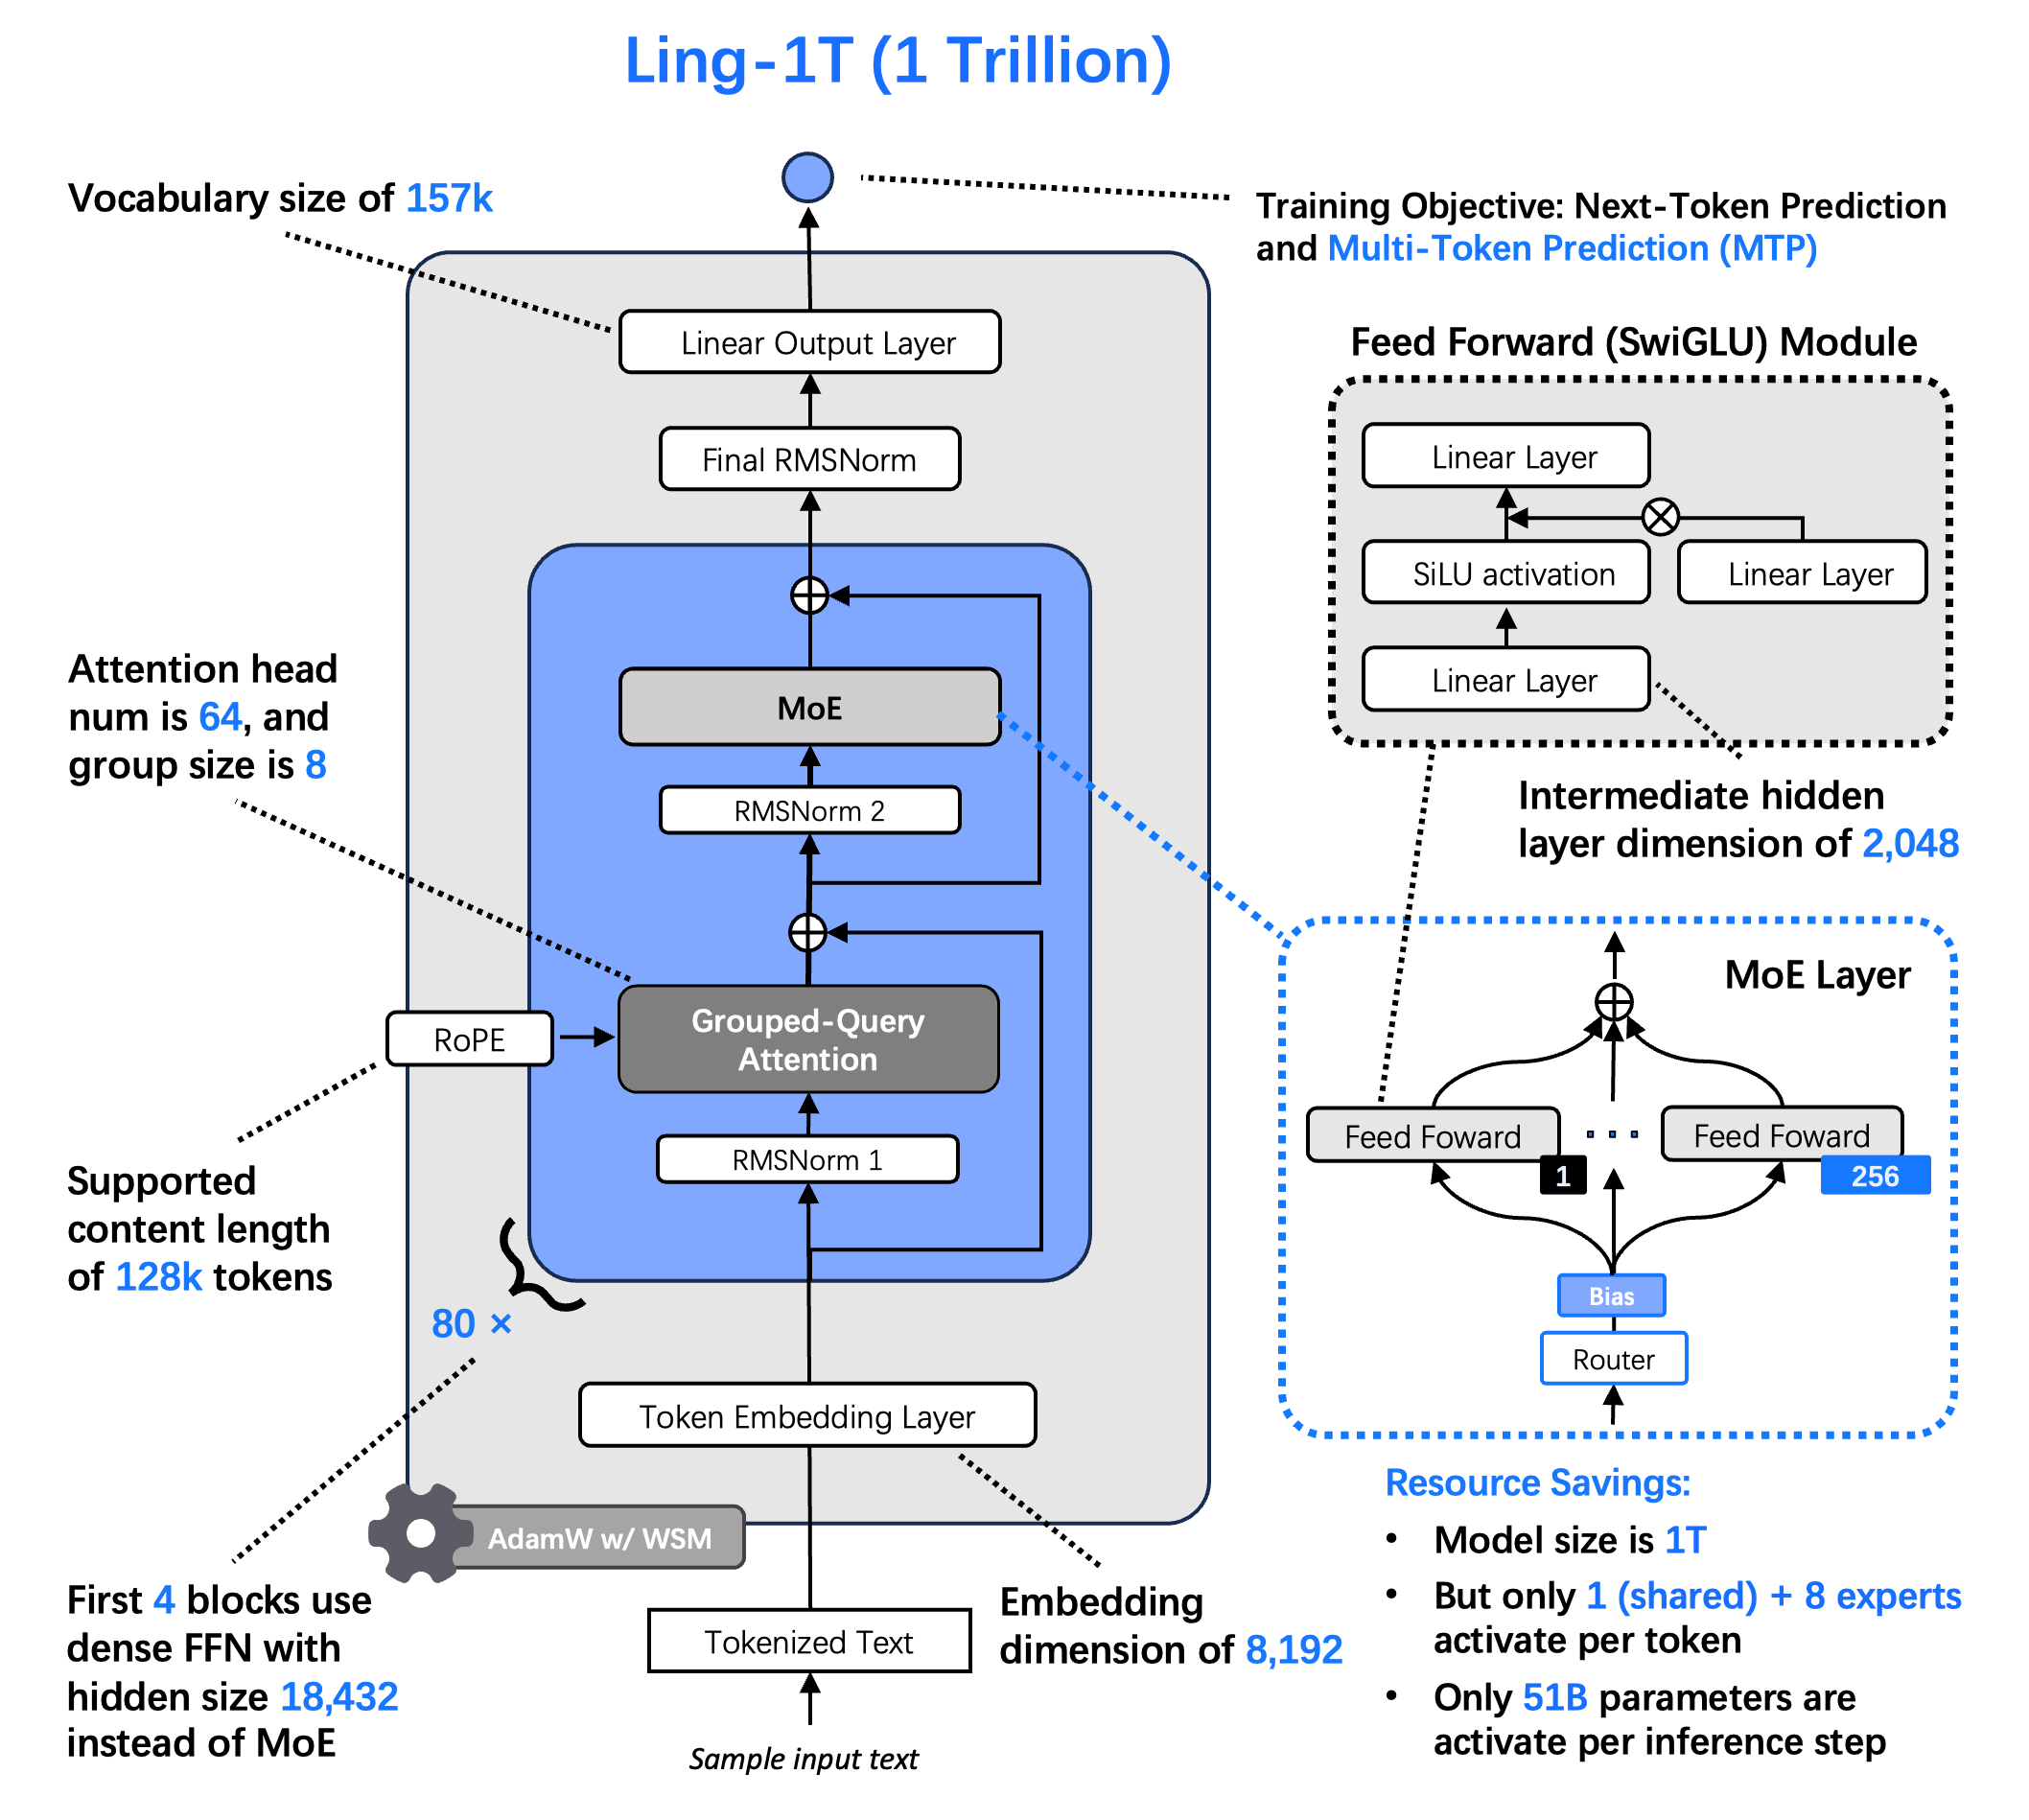 Ling-1T (1 Trillion)
Vocabulary size of 157k
Training Objective: Next-Token Prediction
and Multi-Token Prediction (MTP)
Linear Output Layer
Final RMSNorm
MoE
RMSNorm 2
Grouped-Query
Attention
RMSNorm 1
RoPE
Attention head
num is 64, and
group size is 8
Supported
content length
of 128k tokens
80 ×
Token Embedding Layer
AdamW w/ WSM
First 4 blocks use
dense FFN with
hidden size 18,432
instead of MoE
Tokenized Text
Sample input text
Embedding
dimension of 8,192
Feed Forward (SwiGLU) Module
Linear Layer
SiLU activation
Linear Layer
Linear Layer
Intermediate hidden
layer dimension of 2,048
MoE Layer
Feed Foward
1
. . .
Feed Foward
256
Bias
Router
Resource Savings:
• Model size is 1T
• But only 1 (shared) + 8 experts
activate per token
• Only 51B parameters are
activate per inference step